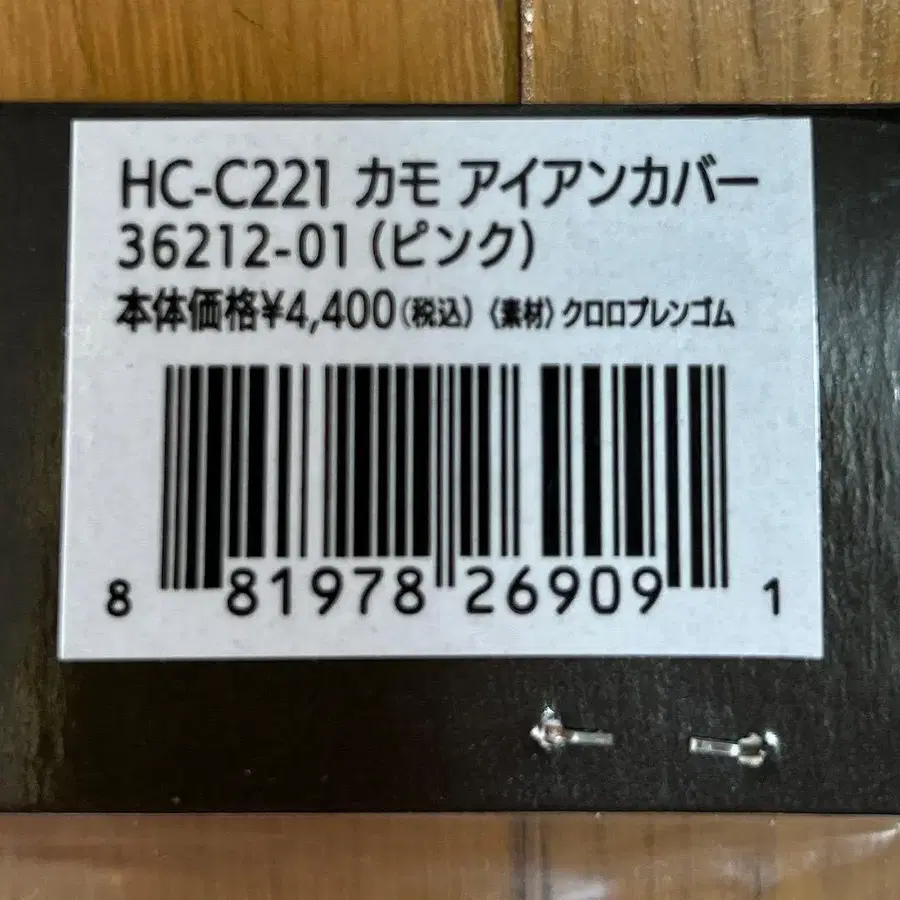 HC-C221 カモ アイアンカバー
36212-01 (ピンク)
本体価格¥4,400(税込) 〈素材〉クロロプレンゴム
8 81978 26909 1